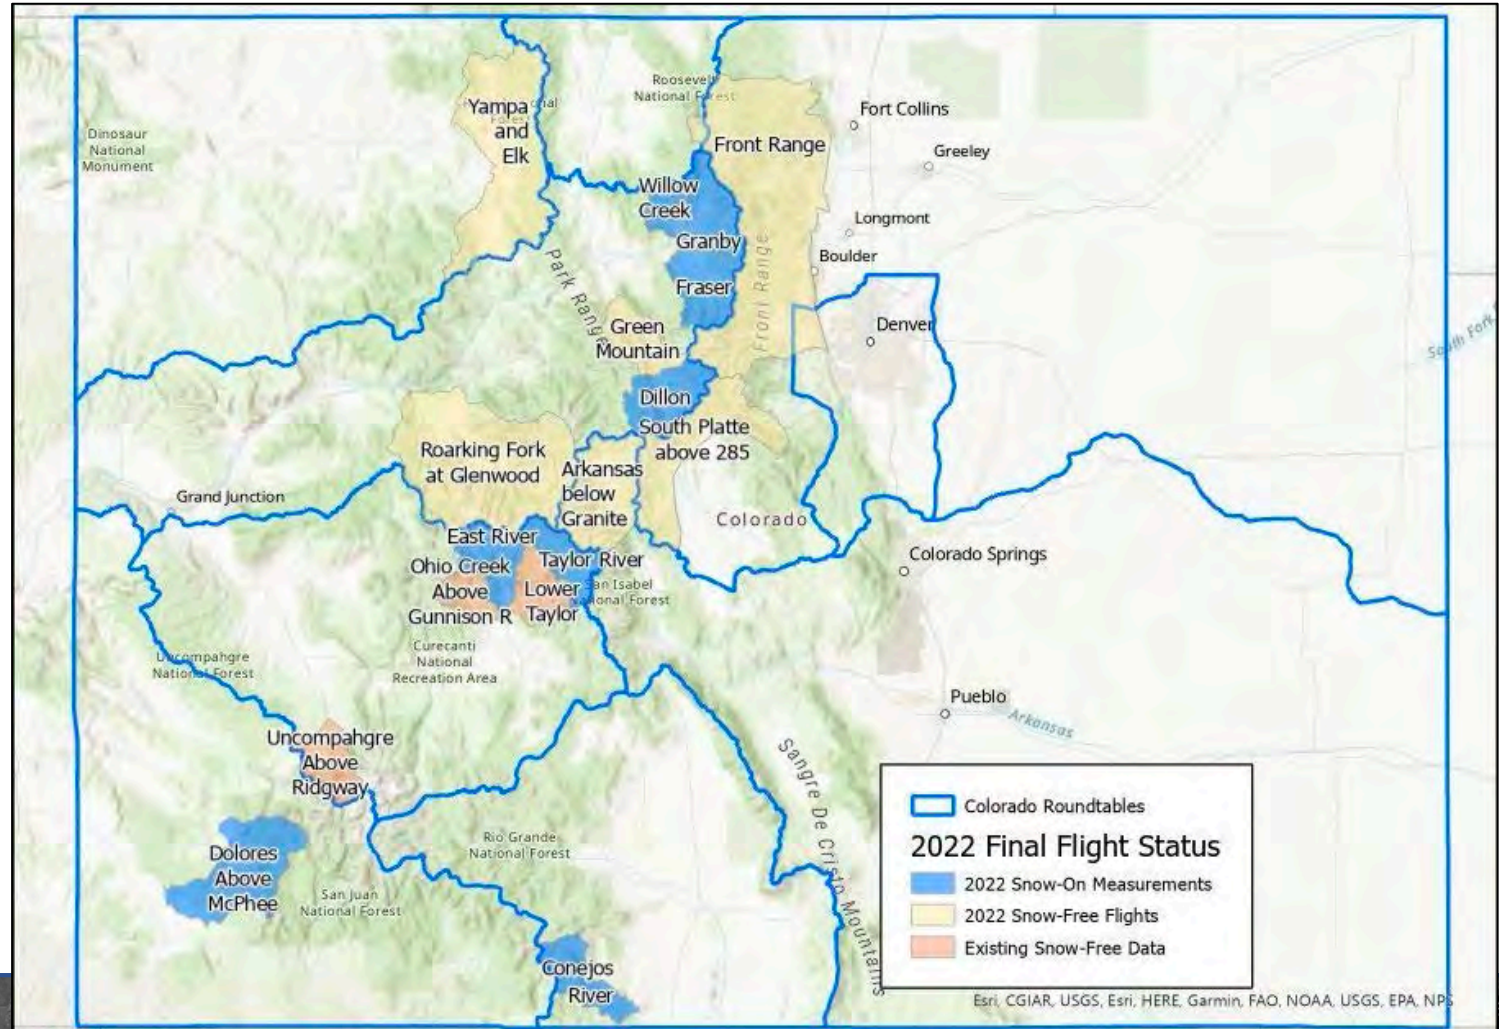 Yampa
and
Elk
Dinosaur
National
Monument
Roosevelt
National Forest
Front Range
Fort Collins
Greeley
Willow
Creek
Longmont
Granby
Boulder
Fraser
Park Range
Front Range
Green
Mountain
Denver
South Fork
Dillon
South Platte
above 285
Roarking Fork
at Glenwood
Arkansas
below
Granite
Grand Junction
Colorado
East River
Taylor River
Ohio Creek
Above
Gunnison R
Lower
Taylor
San Isabel
National Forest
Colorado Springs
Curecanti
National
Recreation Area
Uncompahgre
National Forest
Pueblo
Arkansas
Uncompahgre
Above
Ridgway
Sangre De Cristo Mountains
Rio Grande
National Forest
Dolores
Above
McPhee
San Juan
National Forest
Conejos
River
Colorado Roundtables
2022 Final Flight Status
2022 Snow-On Measurements
2022 Snow-Free Flights
Existing Snow-Free Data
Esri, CGIAR, USGS, Esri, HERE, Garmin, FAO, NOAA, USGS, EPA, NPS